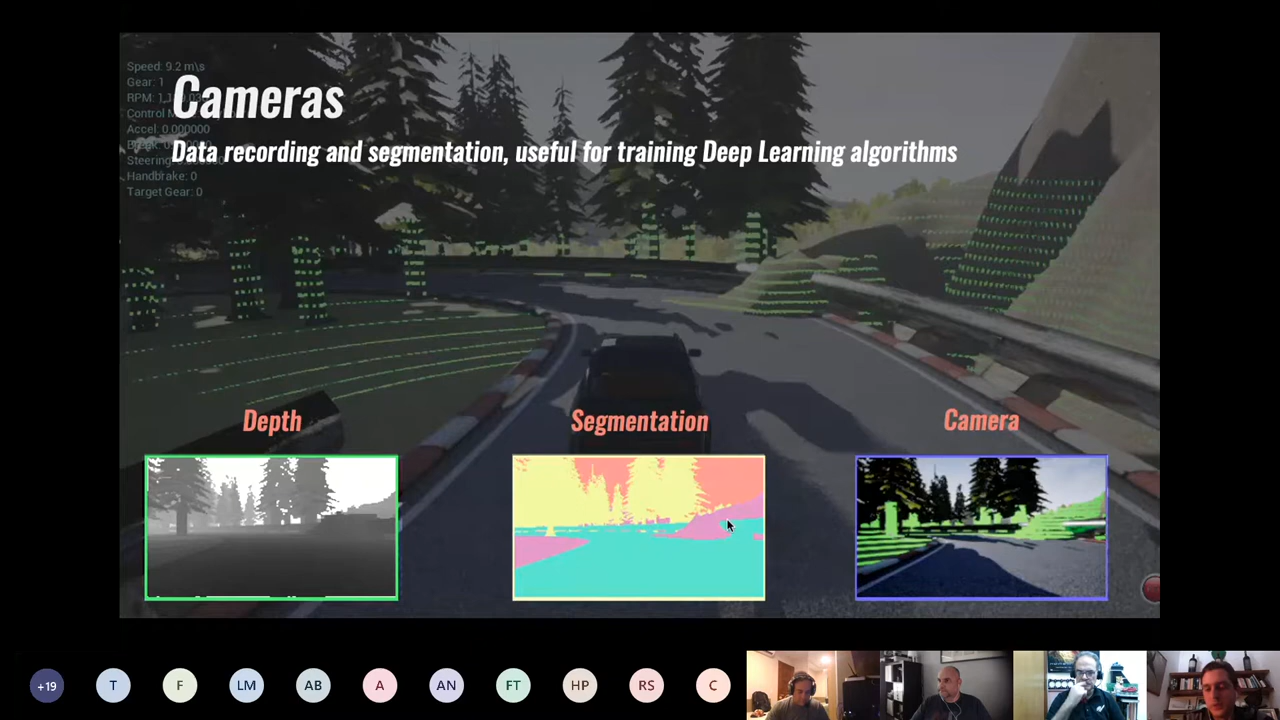 Speed: 9.2 m\s
Gear: 1
Cameras
Accel: 0.000000
Data recording and segmentation, useful for training Deep Learning algorithms
Handbrake: 0
Target Gear: 0
Depth
Segmentation
Camera
+19
T
F
LM
AB
A
AN
FT
HP
RS
C